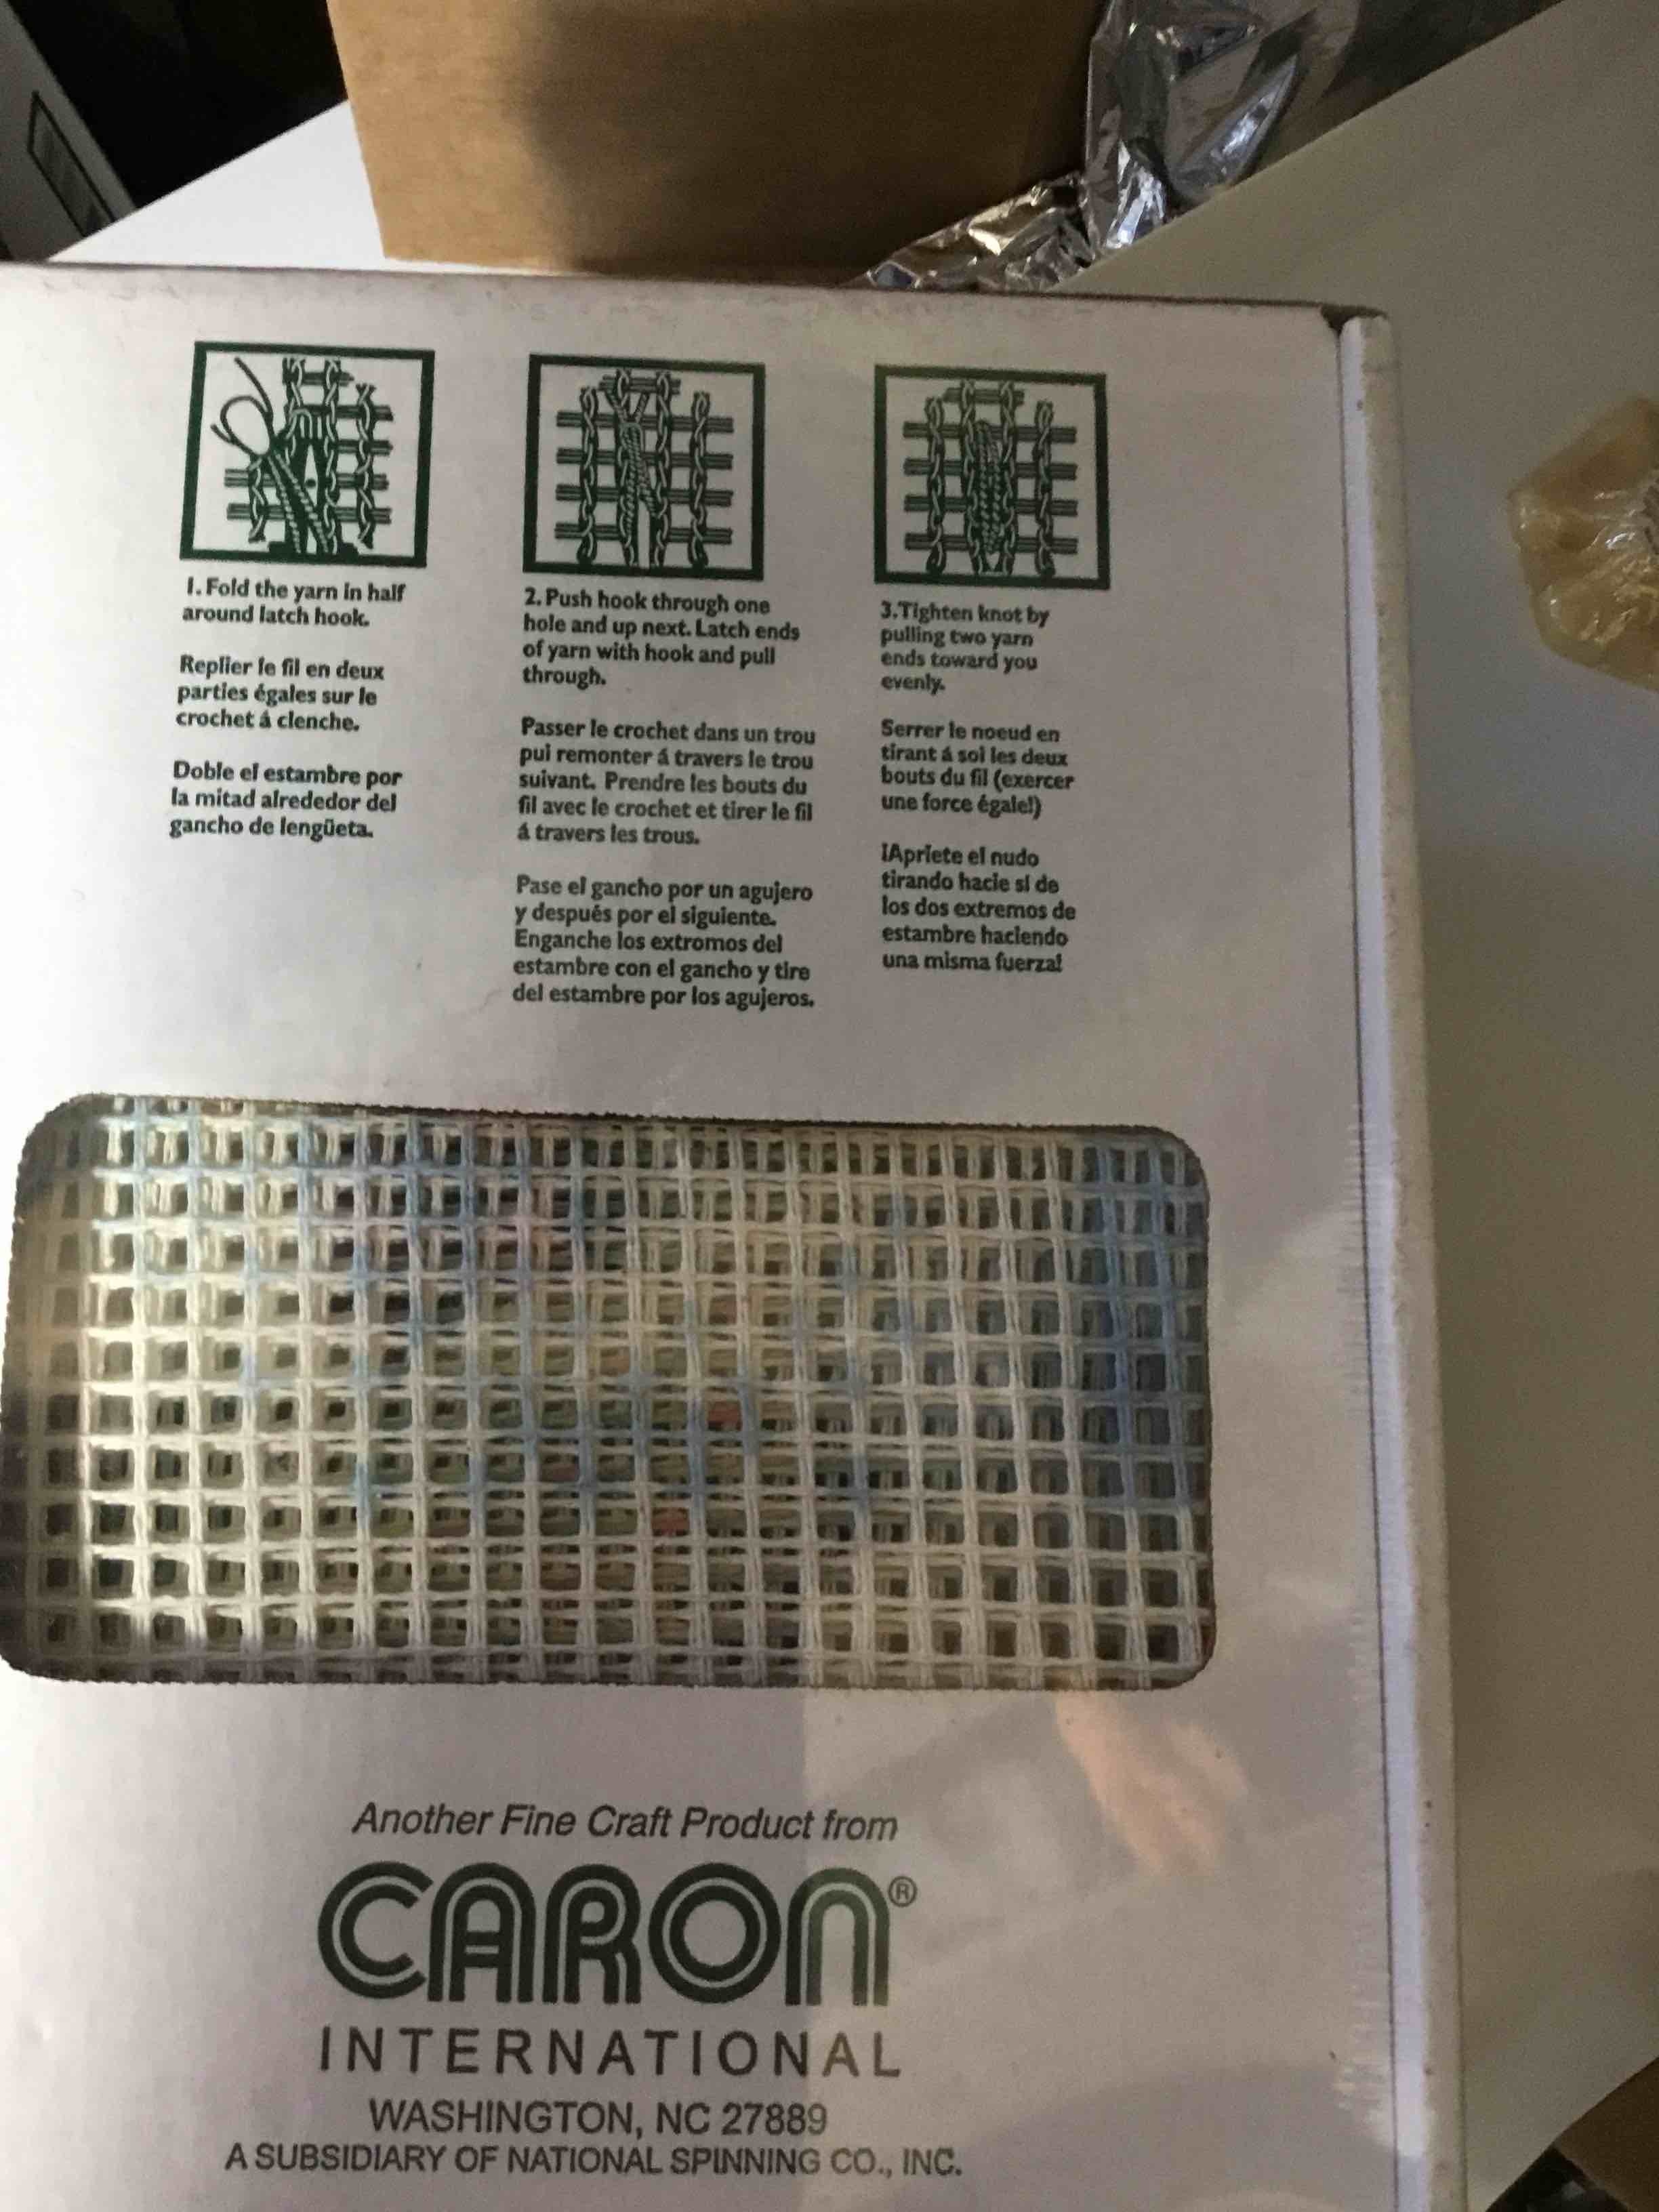 1. Fold the yarn in half
around latch hook.
Replier le fil en deux
parties égales sur le
crochet á clenche.
Doble el estambre por
la mitad alrededor del
gancho de lengüeta.
2. Push hook through one
hole and up next. Latch ends
of yarn with hook and pull
through.
Passer le crochet dans un trou
pui remonter á travers le trou
suivant. Prendre les bouts du
fil avec le crochet et tirer le fil
á travers les trous.
Pase el gancho por un agujero
y después por el siguiente.
Enganche los extromos del
estambre con el gancho y tire
del estambre por los agujeros.
3. Tighten knot by
pulling two yarn
ends toward you
evenly.
Serrer le noeud en
tirant á soi les deux
bouts du fil (exercer
une force égale!)
¡Apriete el nudo
tirando hacie si de
los dos extremos de
estambre haciendo
una misma fuerza!
Another Fine Craft Product from
CARON®
INTERNATIONAL
WASHINGTON, NC 27889
A SUBSIDIARY OF NATIONAL SPINNING CO., INC.